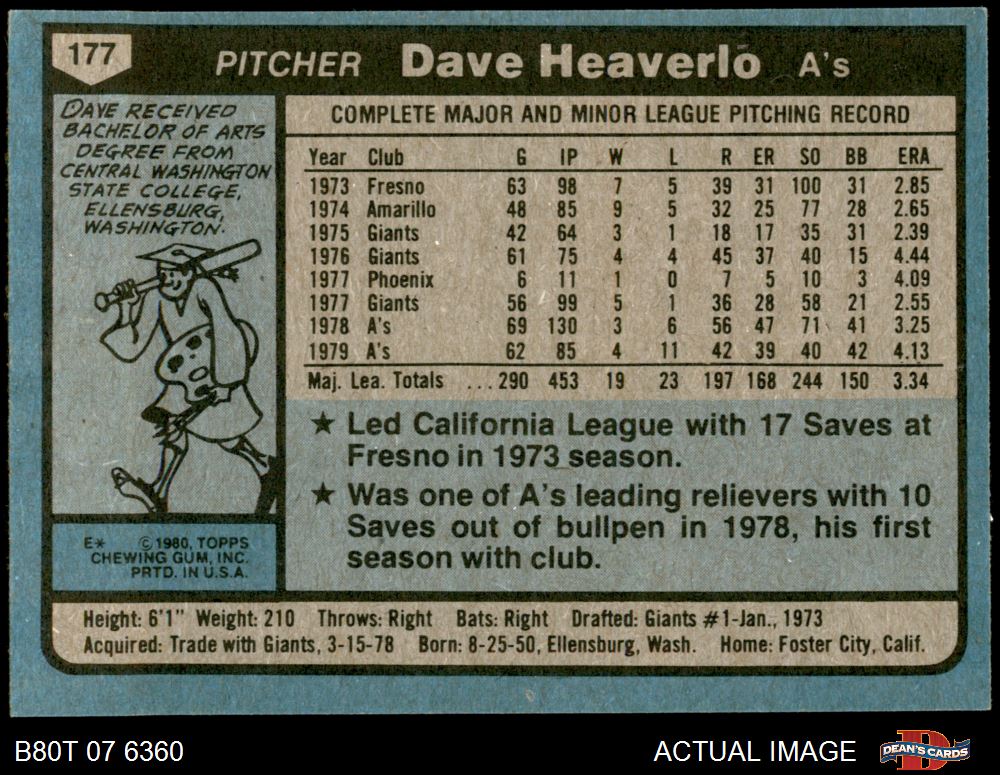 177 PITCHER Dave Heaverlo A's
DAVE RECEIVED
BACHELOR OF ARTS
DEGREE FROM
CENTRAL WASHINGTON
STATE COLLEGE,
ELLENSBURG,
WASHINGTON.
COMPLETE MAJOR AND MINOR LEAGUE PITCHING RECORD
Year Club G IP W L R ER SO BB ERA
1973 Fresno 63 98 7 5 39 31 100 31 2.85
1974 Amarillo 48 85 9 5 32 25 77 28 2.65
1975 Giants 42 64 3 1 18 17 35 31 2.39
1976 Giants 61 75 4 4 45 37 40 15 4.44
1977 Phoenix 6 11 1 0 7 5 10 3 4.09
1977 Giants 56 99 5 1 36 28 58 21 2.55
1978 A's 69 130 3 6 56 47 71 41 3.25
1979 A's 62 85 4 11 42 39 40 42 4.13
Maj. Lea. Totals ...290 453 19 23 197 168 244 150 3.34
★ Led California League with 17 Saves at
Fresno in 1973 season.
★ Was one of A's leading relievers with 10
Saves out of bullpen in 1978, his first
season with club.
E* © 1980, TOPPS
CHEWING GUM, INC.
PRTD. IN U.S.A.
Height: 6'1" Weight: 210 Throws: Right Bats: Right Drafted: Giants #1-Jan., 1973
Acquired: Trade with Giants, 3-15-78 Born: 8-25-50, Ellensburg, Wash. Home: Foster City, Calif.
B80T 07 6360 ACTUAL IMAGE DEAN'S CARDS